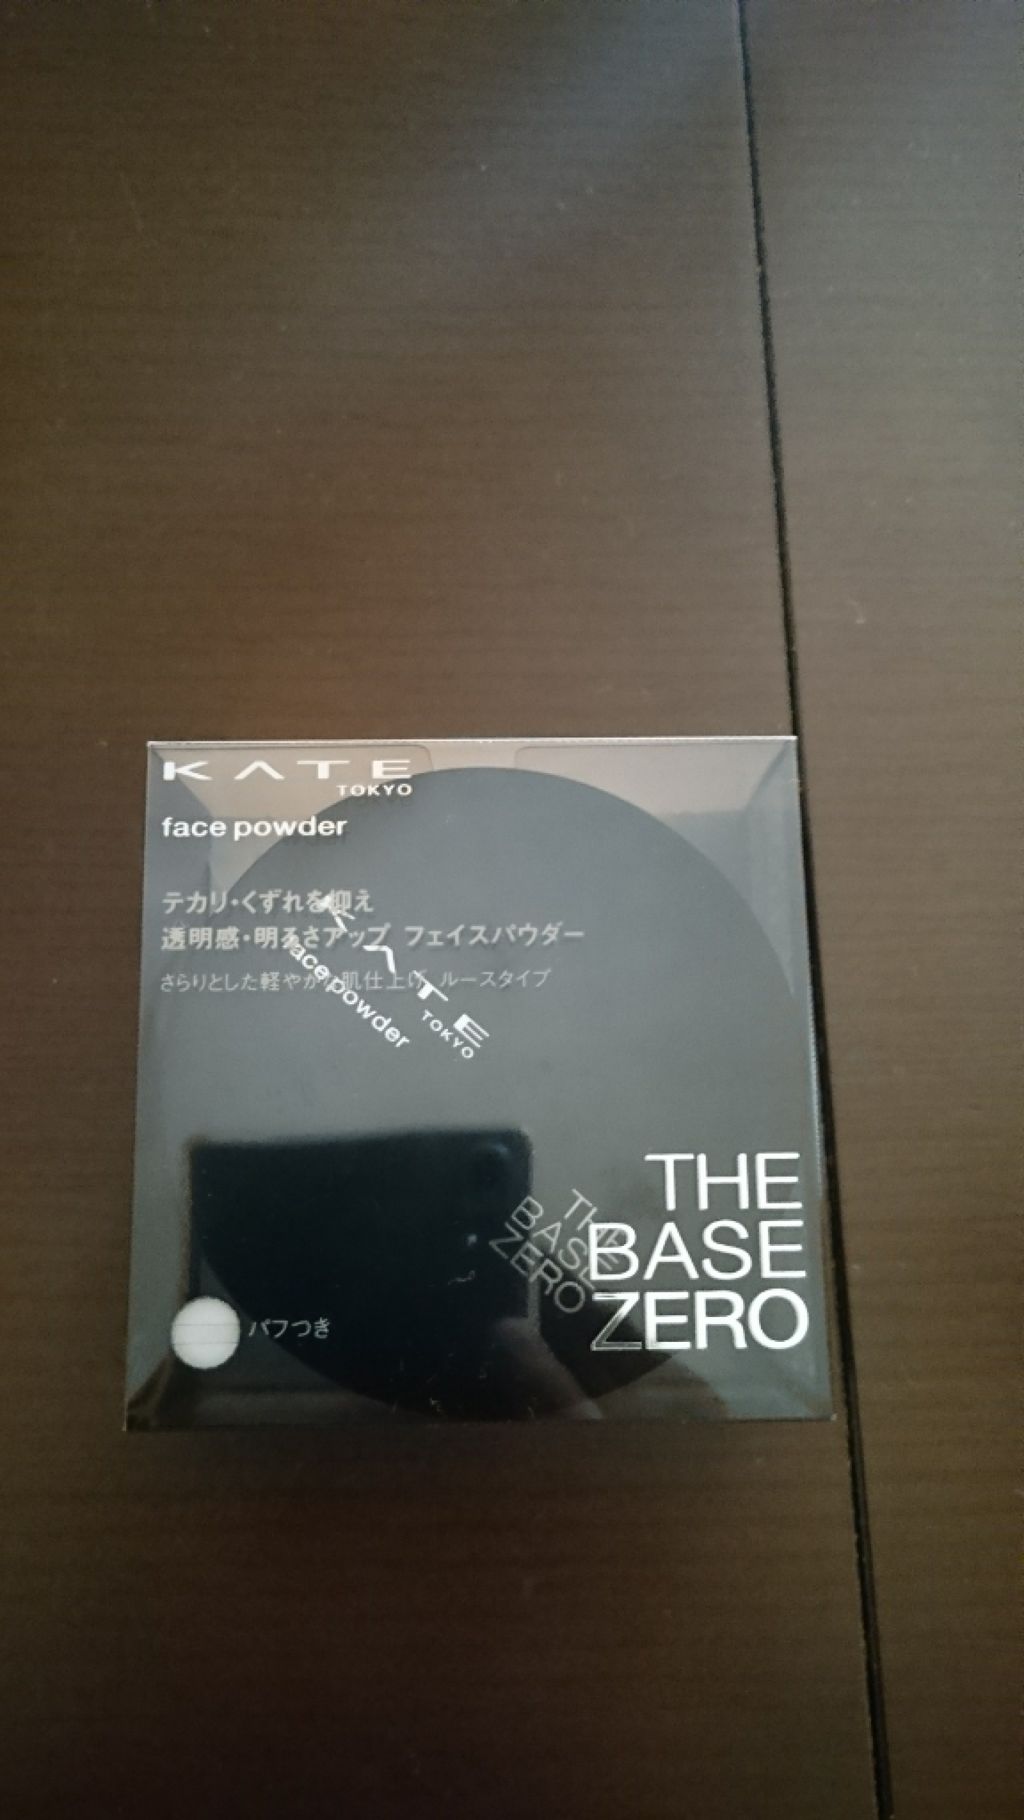 KATE
TOKYO
face powder
テカリ・くずれを抑え
透明感・明るさアップ フェイスパウダー
さらりとした軽やかな肌仕上げ ルースタイプ
KATE
TOKYO
face powder
THE
BASE
ZERO
THE
BASE
ZERO
パフつき